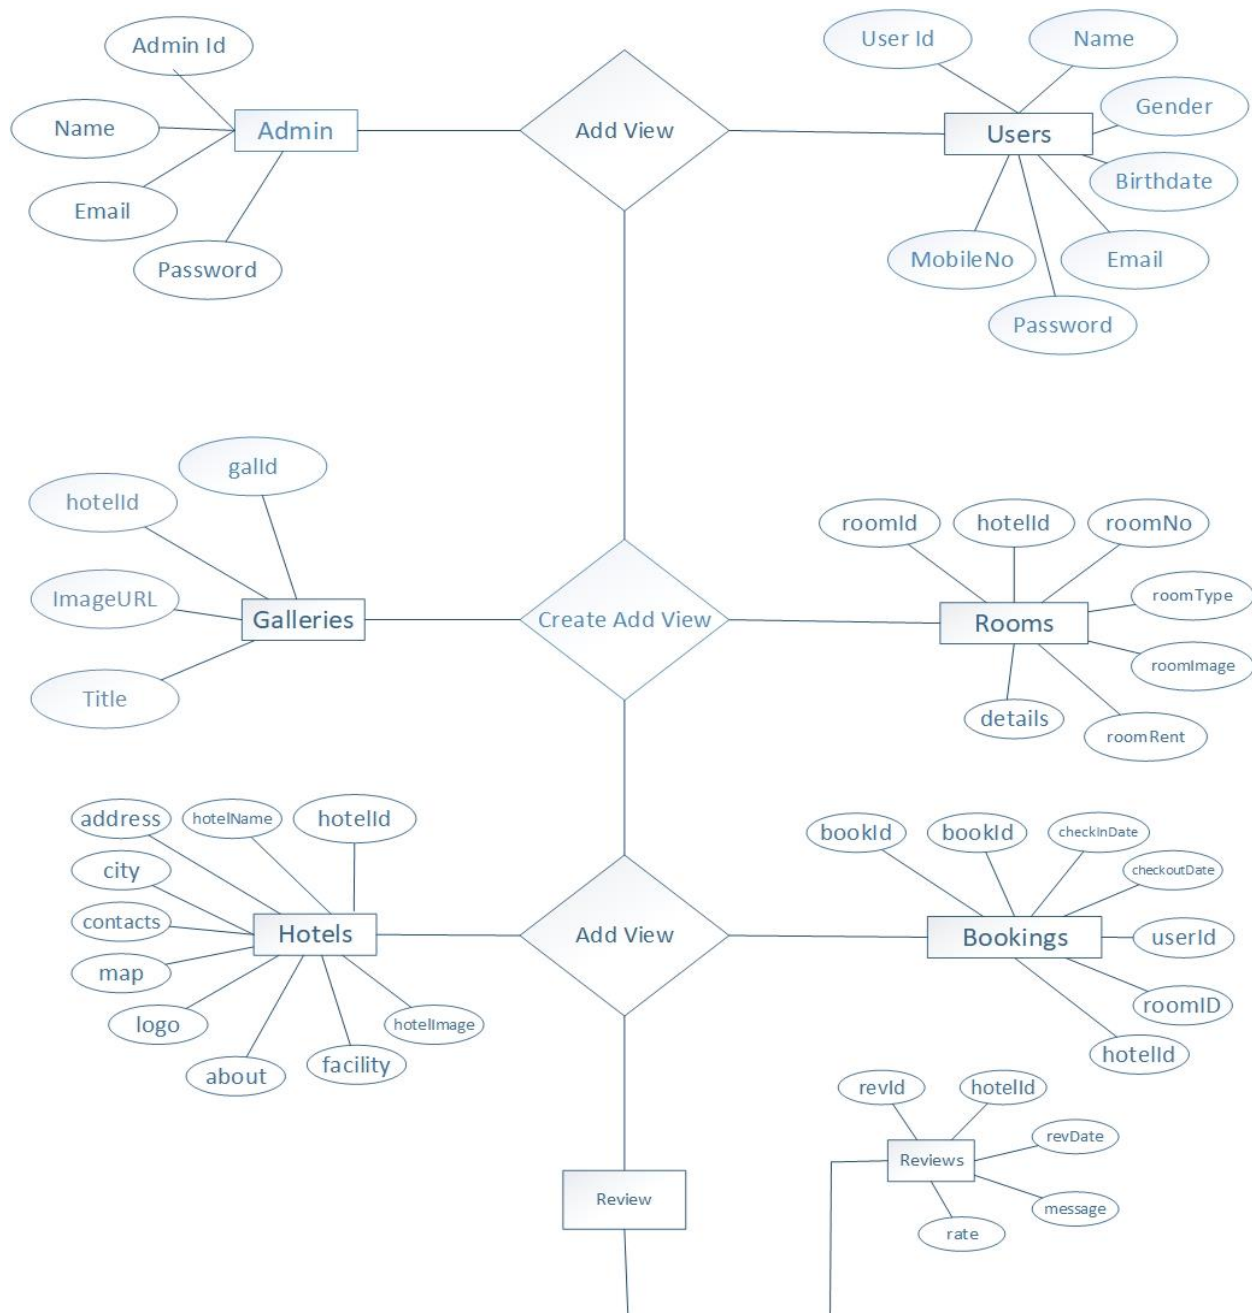 Admin Id
User Id
Name
Name
Admin
Add View
Users
Gender
Email
Birthdate
Password
MobileNo
Email
Password
galId
hotelId
roomId
hotelId
roomNo
ImageURL
Galleries
Create Add View
Rooms
roomType
roomImage
Title
details
roomRent
address
hotelName
hotelId
bookId
bookId
checkInDate
city
checkoutDate
contacts
Hotels
Add View
Bookings
userId
map
logo
hotelImage
roomID
about
facility
hotelId
revId
hotelId
revDate
Reviews
Review
message
rate